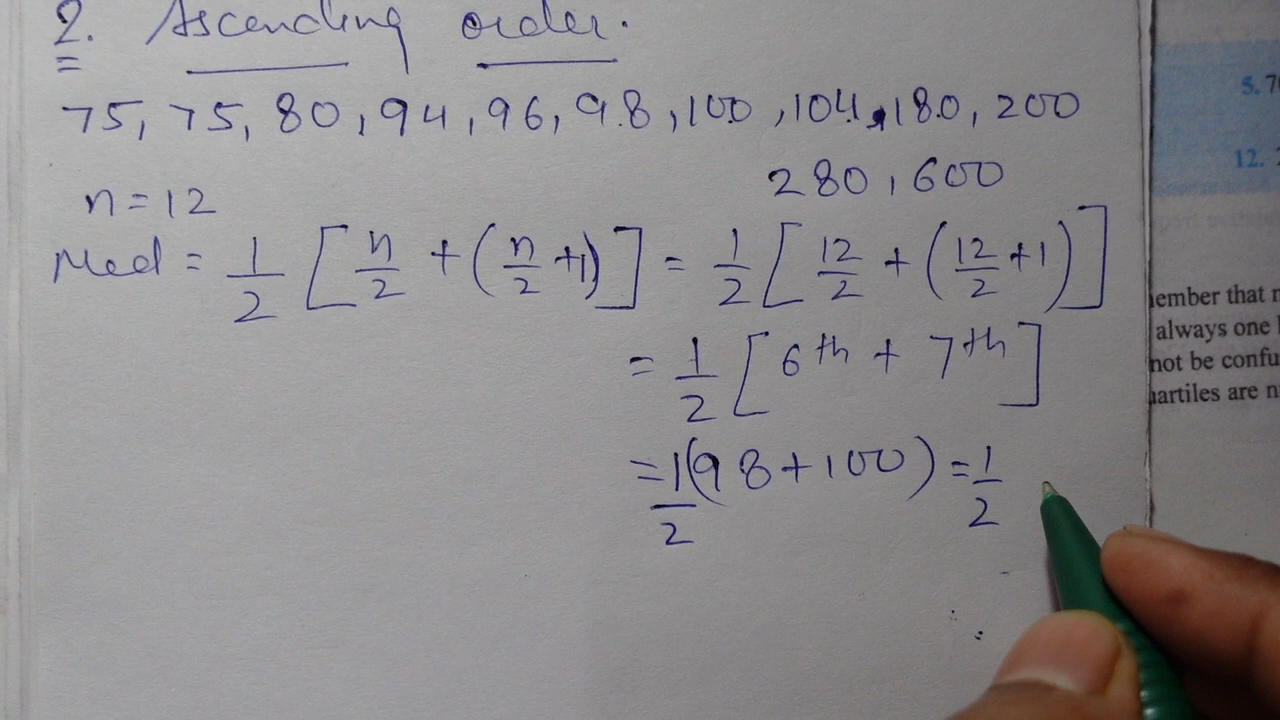 2. Ascending order.
75, 75, 80, 94, 96, 98, 100, 104, 180, 200
280, 600
n = 12
Med = 1/2 [n/2 + (n/2 + 1)] = 1/2 [12/2 + (12/2 + 1)]
= 1/2 [6th + 7th]
= 1/2 (98 + 100) = 1/2
5. 7
12.
ember that
always one
not be confu
artiles are n